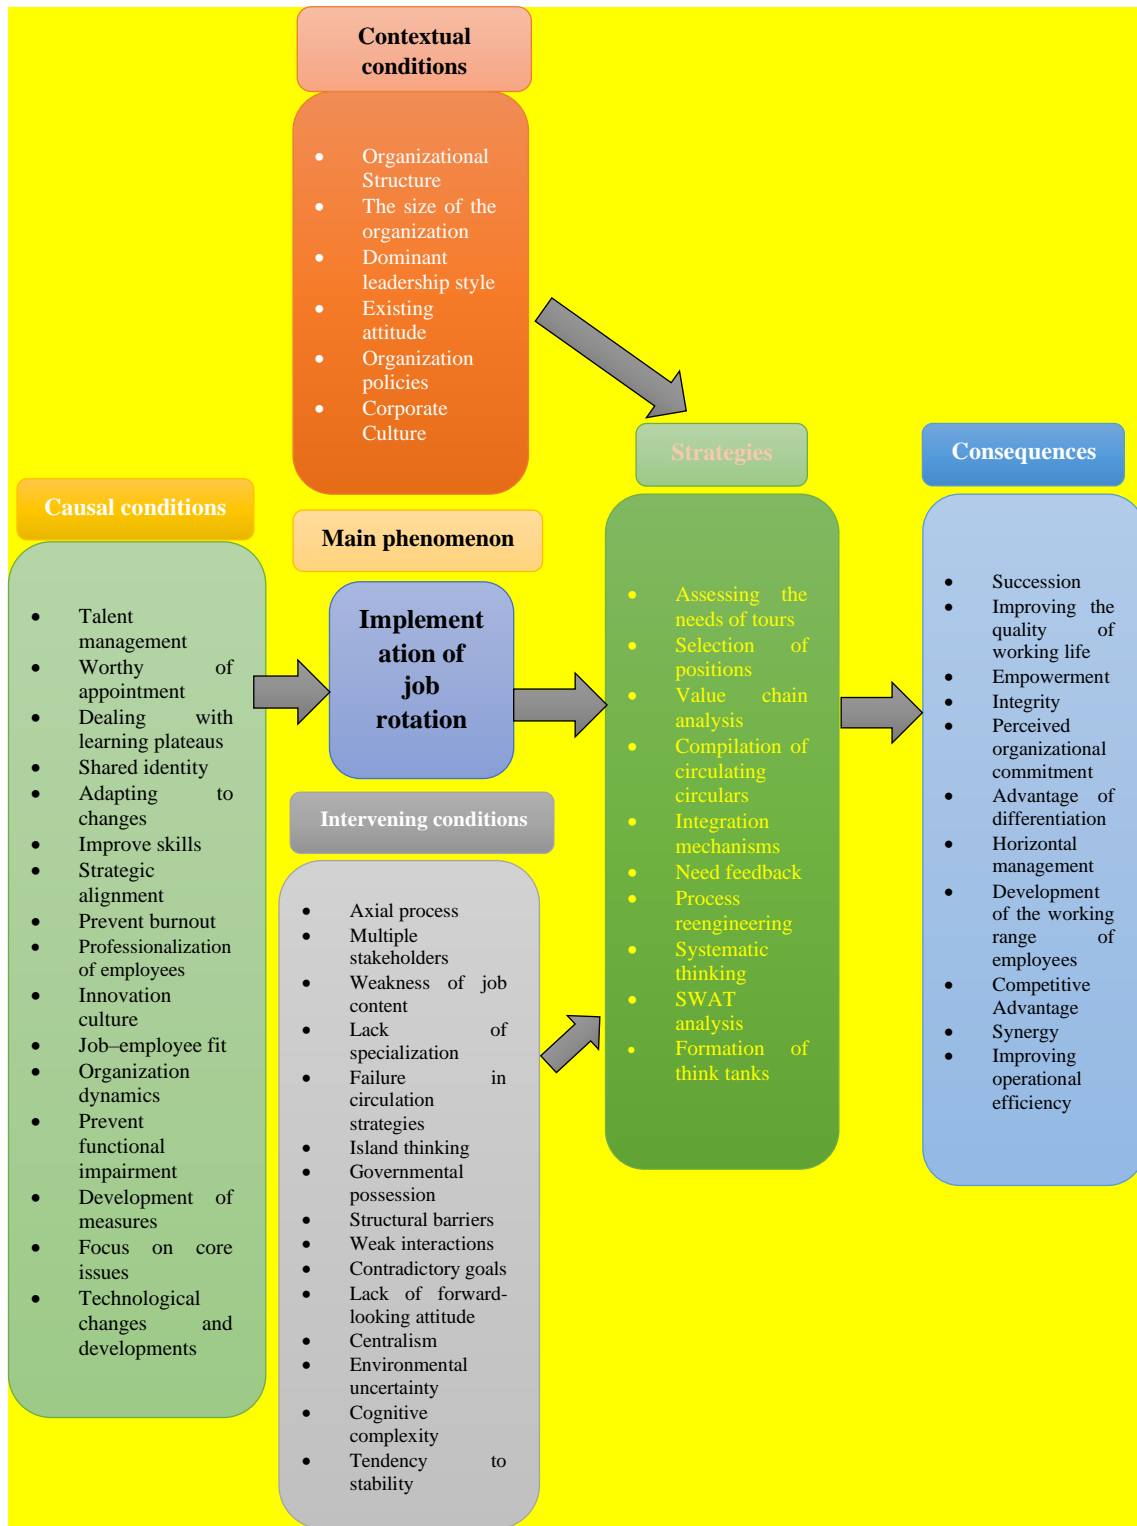 Contextual
conditions
• Organizational
Structure
• The size of the
organization
• Dominant
leadership style
• Existing
attitude
• Organization
policies
• Corporate
Culture
Causal conditions
• Talent
management
• Worthy of
appointment
• Dealing with
learning plateaus
• Shared identity
• Adapting to
changes
• Improve skills
• Strategic
alignment
• Prevent burnout
• Professionalization
of employees
• Innovation
culture
• Job–employee fit
• Organization
dynamics
• Prevent
functional
impairment
• Development of
measures
• Focus on core
issues
• Technological
changes and
developments
Main phenomenon
Implement
ation of
job
rotation
Intervening conditions
• Axial process
• Multiple
stakeholders
• Weakness of job
content
• Lack of
specialization
• Failure in
circulation
strategies
• Island thinking
• Governmental
possession
• Structural barriers
• Weak interactions
• Contradictory goals
• Lack of forward-
looking attitude
• Centralism
• Environmental
uncertainty
• Cognitive
complexity
• Tendency to
stability
Strategies
• Assessing the
needs of tours
• Selection of
positions
• Value chain
analysis
• Compilation of
circulating
circulars
• Integration
mechanisms
• Need feedback
• Process
reengineering
• Systematic
thinking
• SWAT
analysis
• Formation of
think tanks
Consequences
• Succession
• Improving the
quality of
working life
• Empowerment
• Integrity
• Perceived
organizational
commitment
• Advantage of
differentiation
• Horizontal
management
• Development
of the working
range of
employees
• Competitive
Advantage
• Synergy
• Improving
operational
efficiency